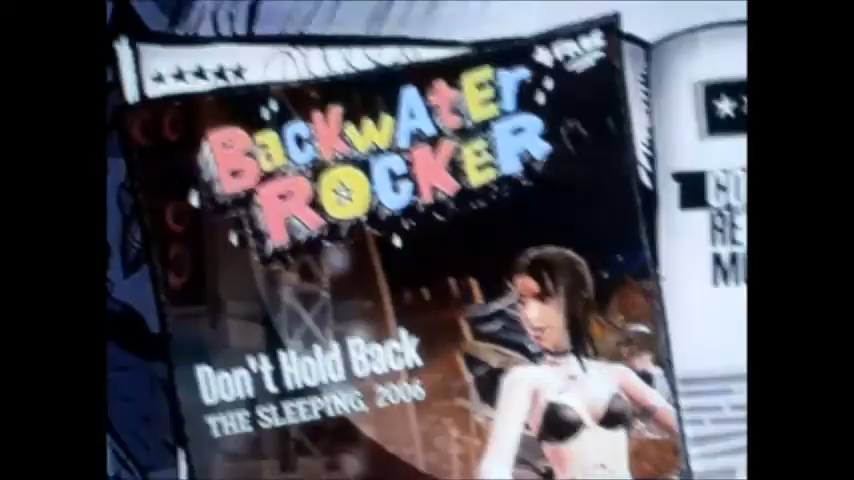 BackwAtEr
ROCKER
Don't Hold Back
THE SLEEPING, 2006